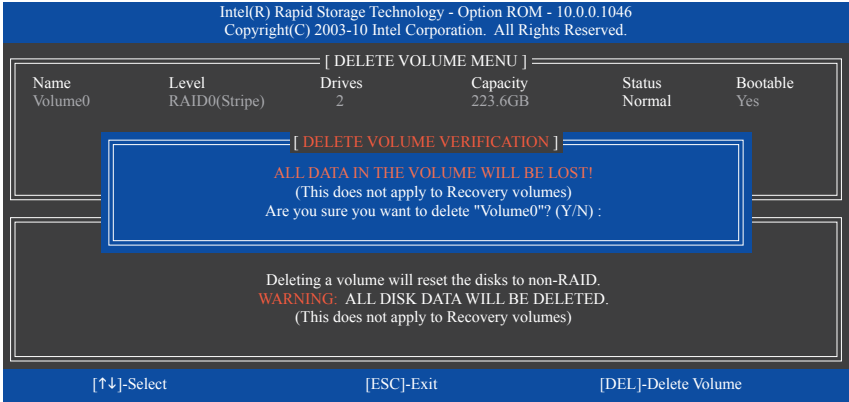 Intel(R) Rapid Storage Technology - Option ROM - 10.0.0.1046
Copyright(C) 2003-10 Intel Corporation. All Rights Reserved.
[ DELETE VOLUME MENU ]
Name Level Drives Capacity Status Bootable
Volume0 RAID0(Stripe) 2 223.6GB Normal Yes
[ DELETE VOLUME VERIFICATION ]
ALL DATA IN THE VOLUME WILL BE LOST!
(This does not apply to Recovery volumes)
Are you sure you want to delete "Volume0"? (Y/N) :
Deleting a volume will reset the disks to non-RAID.
WARNING: ALL DISK DATA WILL BE DELETED.
(This does not apply to Recovery volumes)
[↑↓]-Select [ESC]-Exit [DEL]-Delete Volume